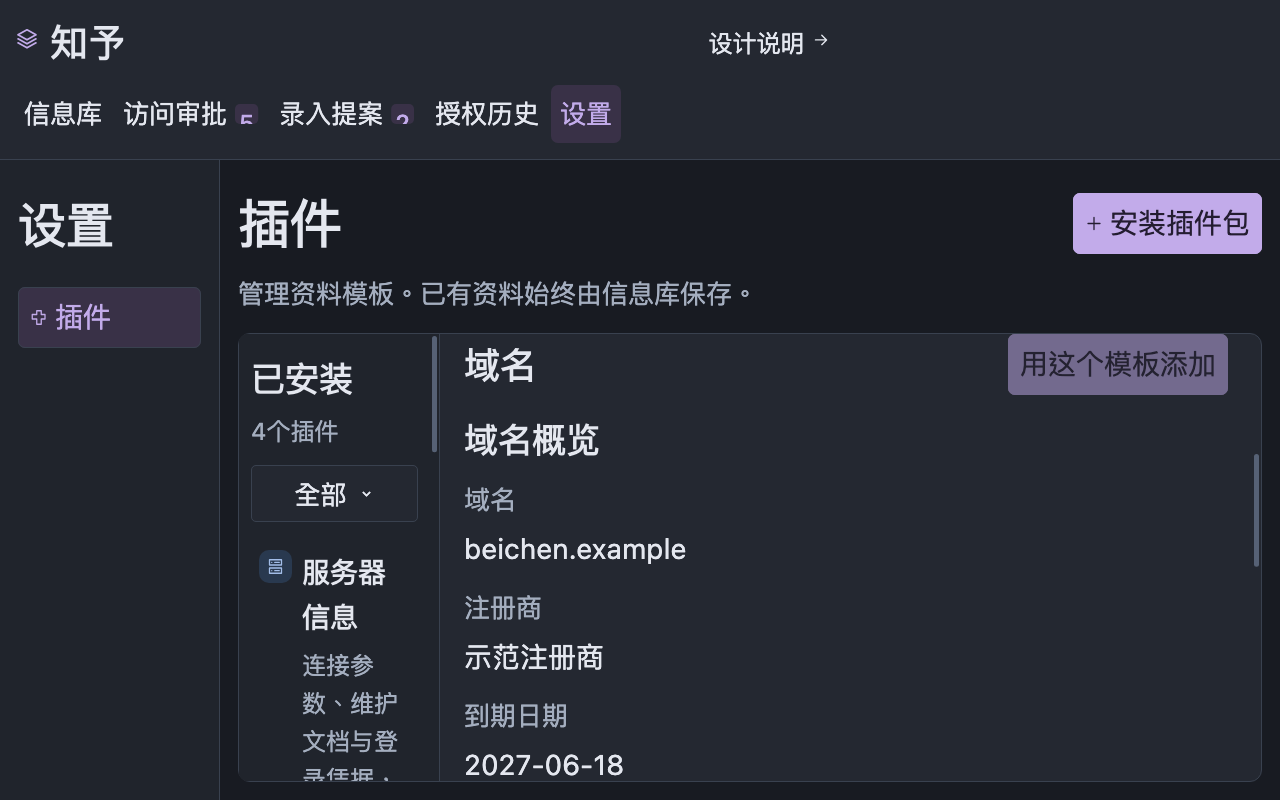 知予
设计说明 →
信息库 访问审批 5 录入提案 2 授权历史 设置
设置
插件
插件
+ 安装插件包
管理资料模板。已有资料始终由信息库保存。
已安装
4个插件
全部
服务器
信息
连接参
数、维护
文档与登
录凭据，
域名
用这个模板添加
域名概览
域名
beichen.example
注册商
示范注册商
到期日期
2027-06-18